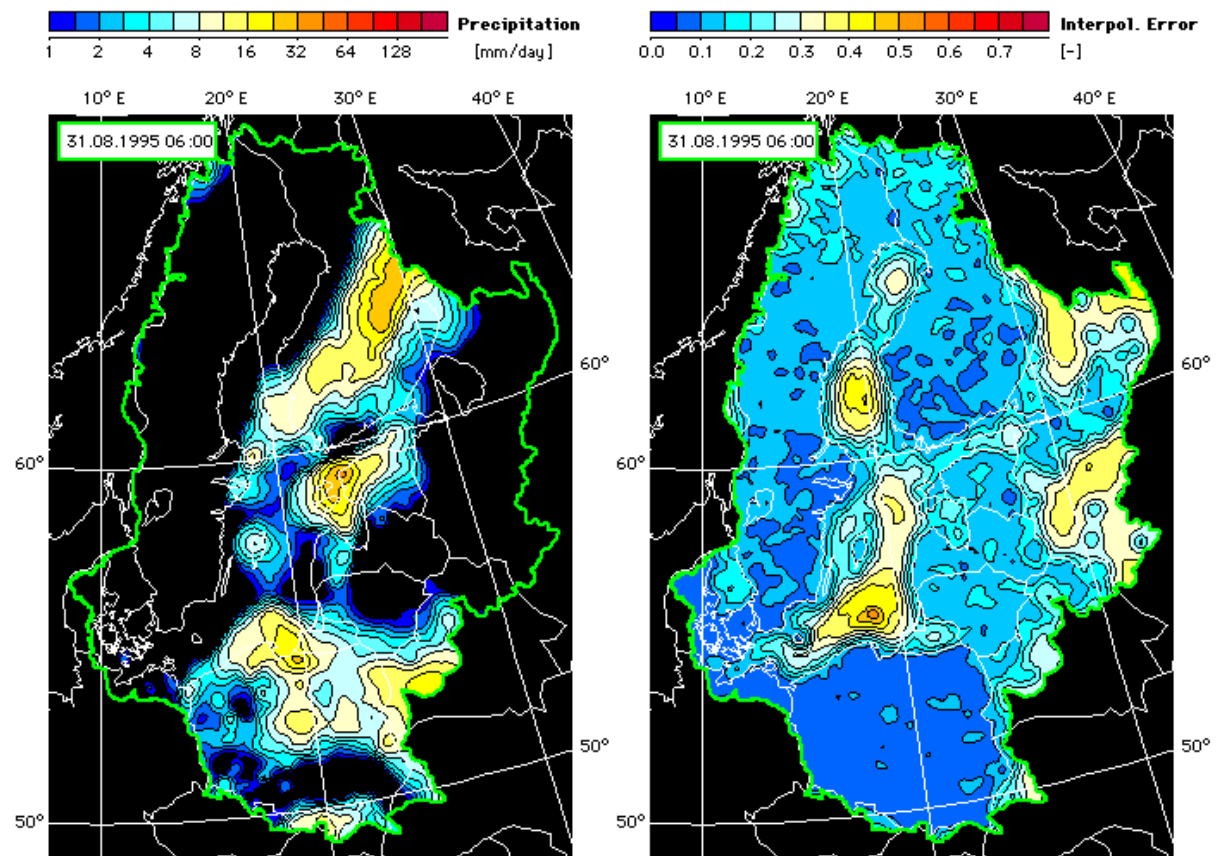 Precipitation
1 2 4 8 16 32 64 128 [mm/day]
10° E 20° E 30° E 40° E
31.08.1995 06:00
60°
60°
50°
50°
Interpol. Error
0.0 0.1 0.2 0.3 0.4 0.5 0.6 0.7 [-]
10° E 20° E 30° E 40° E
31.08.1995 06:00
60°
60°
50°
50°